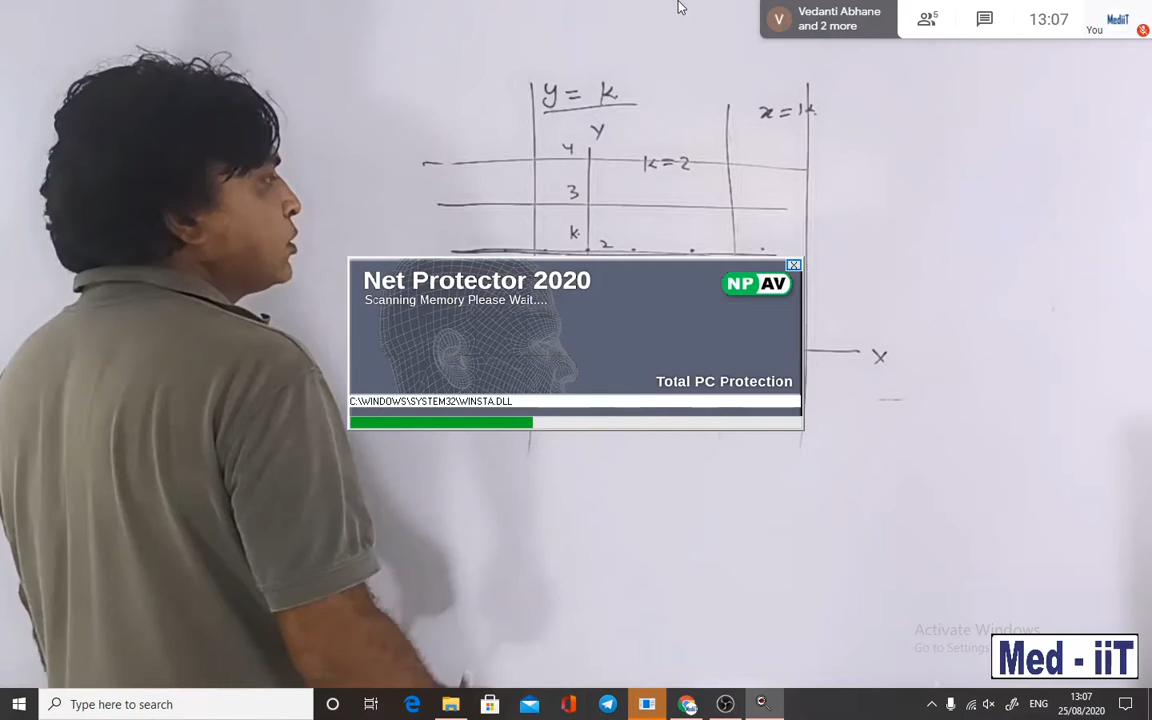 Vedanti Abhane
and 2 more
5
13:07
You
MediiT
V
y = k
x = k
Y
4
k = 2
3
k
2
Net Protector 2020
Scanning Memory Please Wait....
NP AV
Total PC Protection
C:\WINDOWS\SYSTEM32\WINSTA.DLL
X
Activate Windows
Go to Settings
Med - iiT
Type here to search
ENG
13:07
25/08/2020